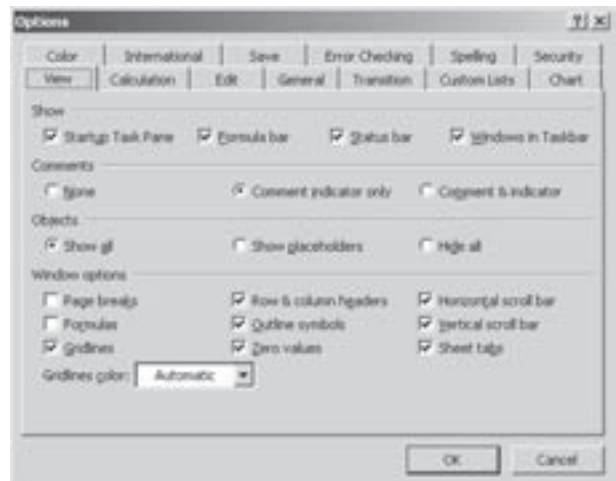 Options
Color International Save Error Checking Spelling Security
View Calculation Edit General Transition Custom Lists Chart
Show
Startup Task Pane Formula bar Status bar Windows in Taskbar
Comments
None Comment indicator only Comment & indicator
Objects
Show all Show placeholders Hide all
Window options
Page breaks Row & column headers Horizontal scroll bar
Formulas Outline symbols Vertical scroll bar
Gridlines Zero values Sheet tabs
Gridlines color: Automatic
OK Cancel